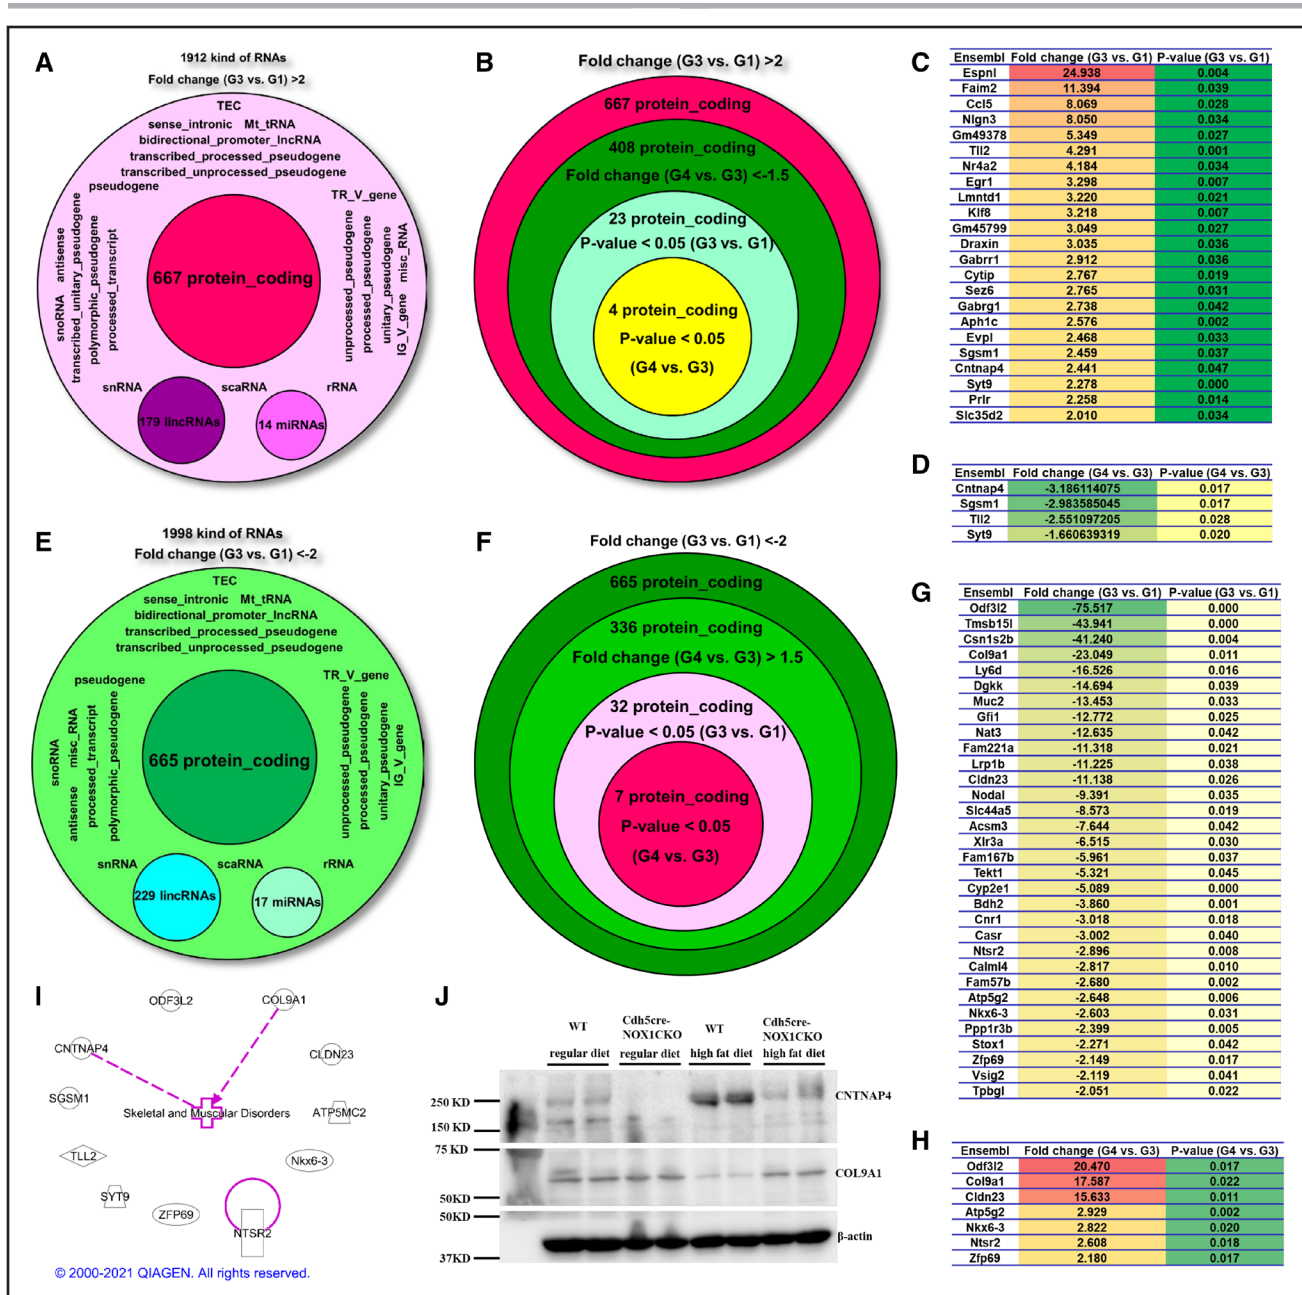 A
1912 kind of RNAs
Fold change (G3 vs. G1) >2
TEC
sense_intronic Mt_tRNA
bidirectional_promoter_lncRNA
transcribed_processed_pseudogene
transcribed_unprocessed_pseudogene
pseudogene
TR_V_gene
snoRNA
antisense
transcribed_unitary_pseudogene
polymorphic_pseudogene
processed_transcript
667 protein_coding
unprocessed_pseudogene
processed_pseudogene
unitary_pseudogene
misc_RNA
IG_V_gene
snRNA
scaRNA
rRNA
179 lincRNAs
14 miRNAs
B
Fold change (G3 vs. G1) >2
667 protein_coding
408 protein_coding
Fold change (G4 vs. G3) <-1.5
23 protein_coding
P-value < 0.05 (G3 vs. G1)
4 protein_coding
P-value < 0.05
(G4 vs. G3)
C
Ensembl Fold change (G3 vs. G1) P-value (G3 vs. G1)
Espnl 24.938 0.004
Faim2 11.394 0.039
Ccl5 8.069 0.028
Nlgn3 8.050 0.034
Gm49378 5.349 0.027
Tll2 4.291 0.001
Nr4a2 4.184 0.034
Egr1 3.298 0.007
Lmntd1 3.220 0.021
Klf8 3.218 0.007
Gm45799 3.049 0.027
Draxin 3.035 0.036
Gabrr1 2.912 0.036
Cytip 2.767 0.019
Sez6 2.765 0.031
Gabrg1 2.738 0.042
Aph1c 2.576 0.002
Evpl 2.468 0.033
Sgsm1 2.459 0.037
Cntnap4 2.441 0.047
Syt9 2.278 0.000
Prlr 2.258 0.014
Slc35d2 2.010 0.034
D
Ensembl Fold change (G4 vs. G3) P-value (G4 vs. G3)
Cntnap4 -3.186114075 0.017
Sgsm1 -2.983585045 0.017
Tll2 -2.551097205 0.028
Syt9 -1.660639319 0.020
E
1998 kind of RNAs
Fold change (G3 vs. G1) <-2
TEC
sense_intronic Mt_tRNA
bidirectional_promoter_lncRNA
transcribed_processed_pseudogene
transcribed_unprocessed_pseudogene
pseudogene
TR_V_gene
snoRNA
antisense
misc_RNA
processed_transcript
polymorphic_pseudogene
665 protein_coding
unprocessed_pseudogene
processed_pseudogene
unitary_pseudogene
IG_V_gene
snRNA
scaRNA
rRNA
229 lincRNAs
17 miRNAs
F
Fold change (G3 vs. G1) <-2
665 protein_coding
336 protein_coding
Fold change (G4 vs. G3) > 1.5
32 protein_coding
P-value < 0.05 (G3 vs. G1)
7 protein_coding
P-value < 0.05
(G4 vs. G3)
G
Ensembl Fold change (G3 vs. G1) P-value (G3 vs. G1)
Odf3l2 -75.517 0.000
Tmsb15l -43.941 0.000
Csn1s2b -41.240 0.004
Col9a1 -23.049 0.011
Ly6d -16.526 0.016
Dgkk -14.694 0.039
Muc2 -13.453 0.033
Gfi1 -12.772 0.025
Nat3 -12.635 0.042
Fam221a -11.318 0.021
Lrp1b -11.225 0.038
Cldn23 -11.138 0.026
Nodal -9.391 0.035
Slc44a5 -8.573 0.019
Acsm3 -7.644 0.042
Xlr3a -6.515 0.030
Fam167b -5.961 0.037
Tekt1 -5.321 0.045
Cyp2e1 -5.089 0.000
Bdh2 -3.860 0.001
Cnr1 -3.018 0.018
Casr -3.002 0.040
Ntsr2 -2.896 0.008
Calml4 -2.817 0.010
Fam57b -2.680 0.002
Atp5g2 -2.648 0.006
Nkx6-3 -2.603 0.031
Ppp1r3b -2.399 0.005
Stox1 -2.271 0.042
Zfp69 -2.149 0.017
Vsig2 -2.119 0.041
Tpbgl -2.051 0.022
H
Ensembl Fold change (G4 vs. G3) P-value (G4 vs. G3)
Odf3l2 20.470 0.017
Col9a1 17.587 0.022
Cldn23 15.633 0.011
Atp5g2 2.929 0.002
Nkx6-3 2.822 0.020
Ntsr2 2.608 0.018
Zfp69 2.180 0.017
I
ODF3L2
COL9A1
CNTNAP4
CLDN23
SGSM1
Skeletal and Muscular Disorders
ATP5MC2
TLL2
Nkx6-3
SYT9
ZFP69
NTSR2
© 2000-2021 QIAGEN. All rights reserved.
J
WT
regular diet
Cdh5cre-
NOX1CKO
regular diet
WT
high fat diet
Cdh5cre-
NOX1CKO
high fat diet
250 KD
150 KD
CNTNAP4
75 KD
50KD
COL9A1
50KD
37KD
β-actin